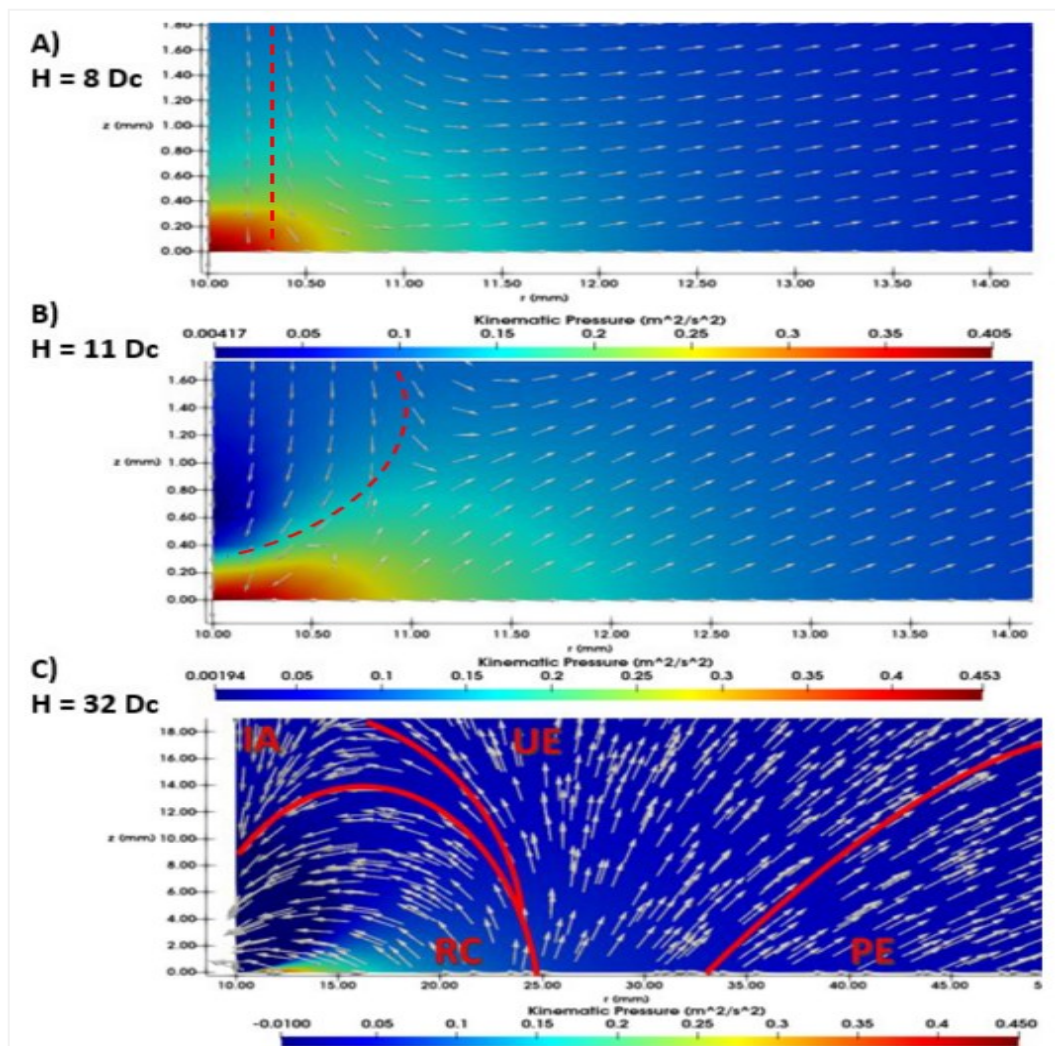 A)
H = 8 Dc
1.80
1.60
1.40
1.20
z (mm) 1.00
0.80
0.60
0.40
0.20
0.00
10.00 10.50 11.00 11.50 12.00 12.50 13.00 13.50 14.00
r (mm)
B)
H = 11 Dc
Kinematic Pressure (m^2/s^2)
0.00417 0.05 0.1 0.15 0.2 0.25 0.3 0.35 0.405
1.60
1.40
1.20
z (mm) 1.00
0.80
0.60
0.40
0.20
0.00
10.00 10.50 11.00 11.50 12.00 12.50 13.00 13.50 14.00
r (mm)
C)
H = 32 Dc
Kinematic Pressure (m^2/s^2)
0.00194 0.05 0.1 0.15 0.2 0.25 0.3 0.35 0.4 0.453
IA UE
18.00
16.00
14.00
12.00
z (mm) 10.00
8.00
6.00
4.00
2.00
RC PE
0.00
10.00 15.00 20.00 25.00 30.00 35.00 40.00 45.00 5
r (mm)
Kinematic Pressure (m^2/s^2)
-0.0100 0.05 0.1 0.15 0.2 0.25 0.3 0.35 0.4 0.450